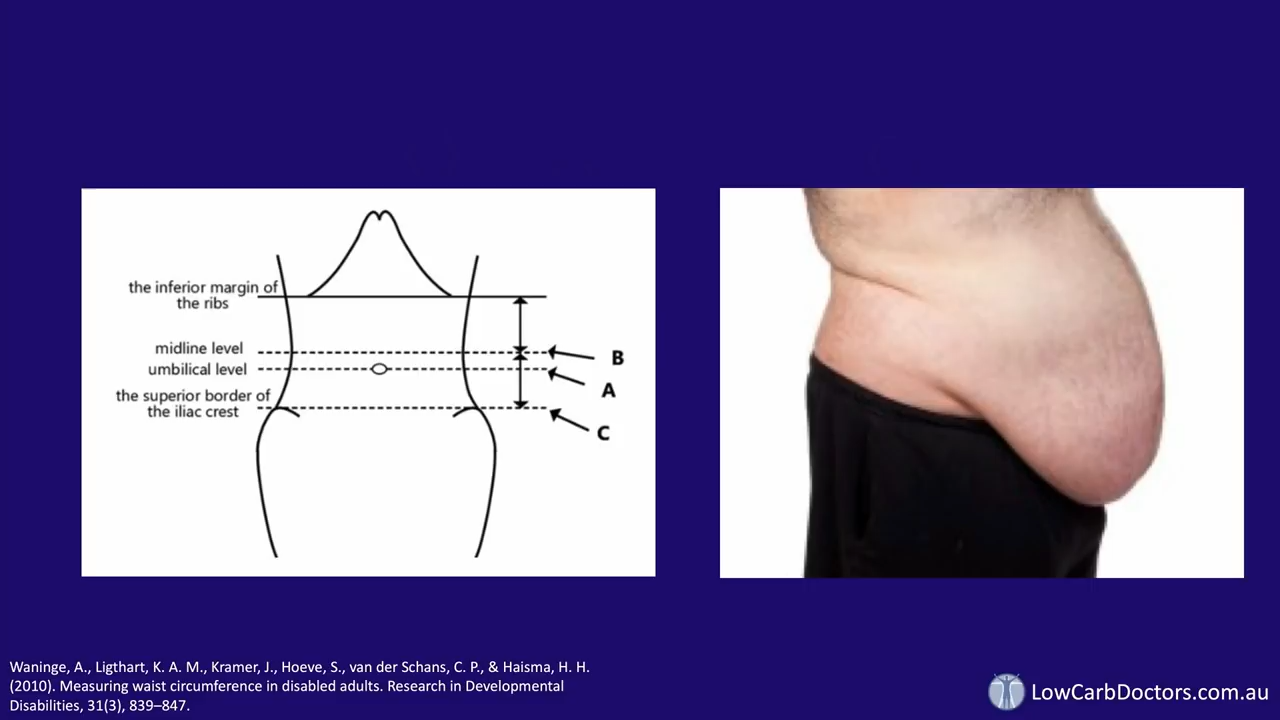 the inferior margin of
the ribs
midline level
umbilical level
the superior border of
the iliac crest
B
A
C
Waninge, A., Ligthart, K. A. M., Kramer, J., Hoeve, S., van der Schans, C. P., & Haisma, H. H.
(2010). Measuring waist circumference in disabled adults. Research in Developmental
Disabilities, 31(3), 839–847.
LowCarbDoctors.com.au